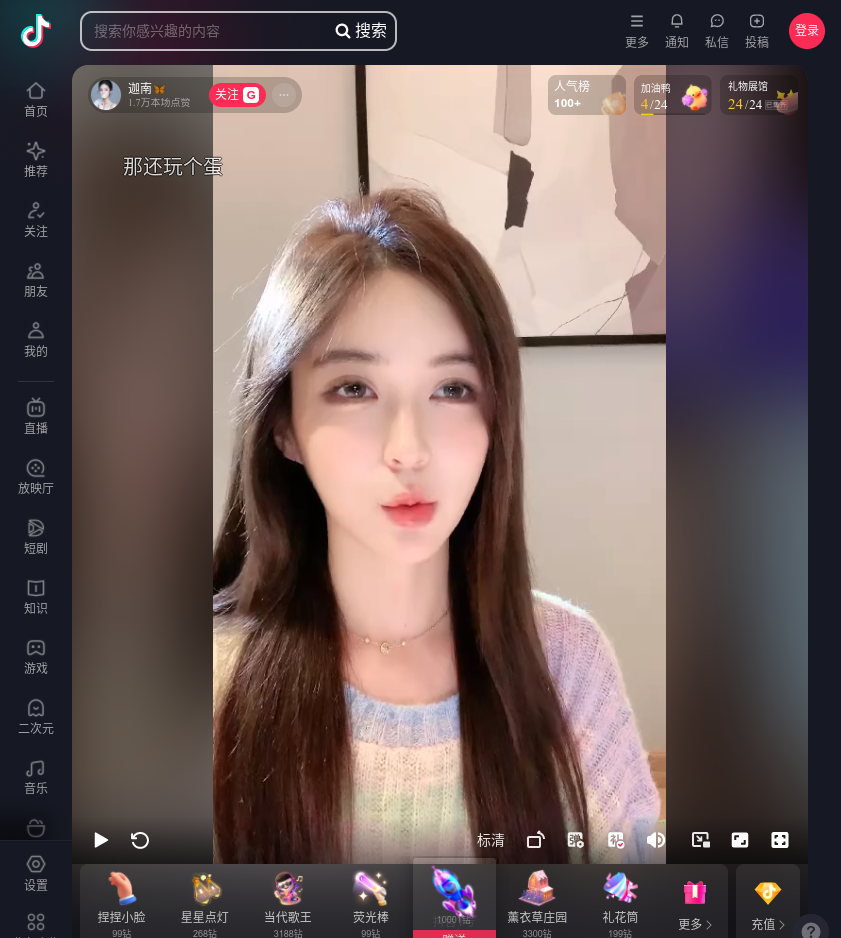 搜索你感兴趣的内容
搜索
更多
通知
私信
投稿
登录
首页
推荐
关注
朋友
我的
直播
放映厅
短剧
知识
游戏
二次元
音乐
设置
迦南
1.7万本场点赞
关注 G
人气榜
100+
加油鸭
4/24
礼物展馆
24/24
那还玩个蛋
标清
捏捏小脸
99钻
星星点灯
268钻
当代歌王
3188钻
荧光棒
99钻
薰衣草庄园
3300钻
礼花筒
199钻
更多
充值